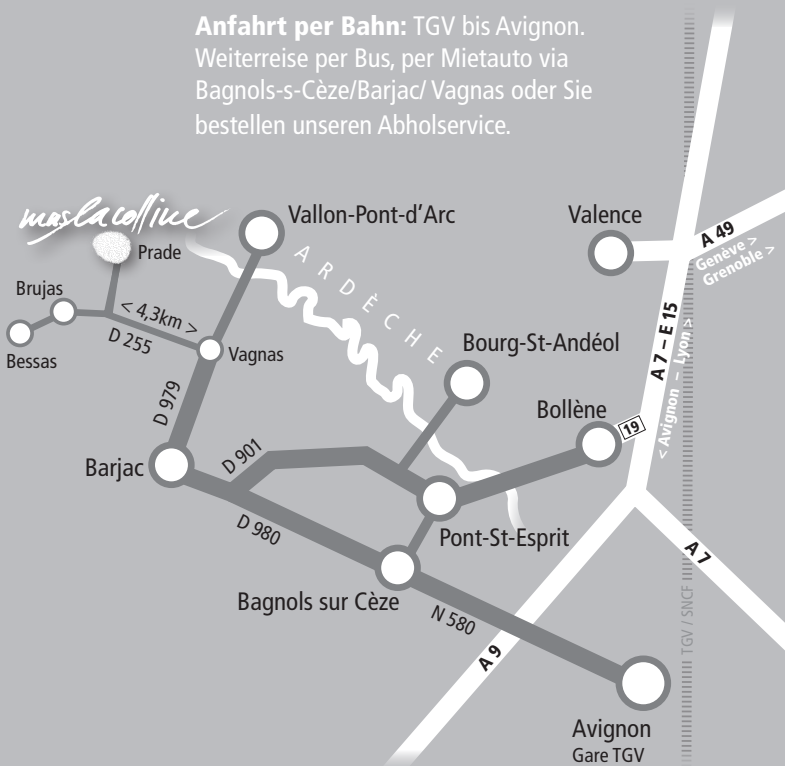 Anfahrt per Bahn: TGV bis Avignon.
Weiterreise per Bus, per Mietauto via
Bagnols-s-Cèze/Barjac/ Vagnas oder Sie
bestellen unseren Abholservice.
maslacolline
Vallon-Pont-d'Arc
Valence
A 49
Genève >
Grenoble >
Prade
ARDÈCHE
Brujas
< 4,3km >
D 255
Bessas
Vagnas
A 7 – E 15
< Avignon – Lyon >
Bourg-St-Andéol
D 979
Bollène
19
Barjac
D 901
D 980
Pont-St-Esprit
A 7
Bagnols sur Cèze
N 580
TGV / SNCF
A 9
Avignon
Gare TGV